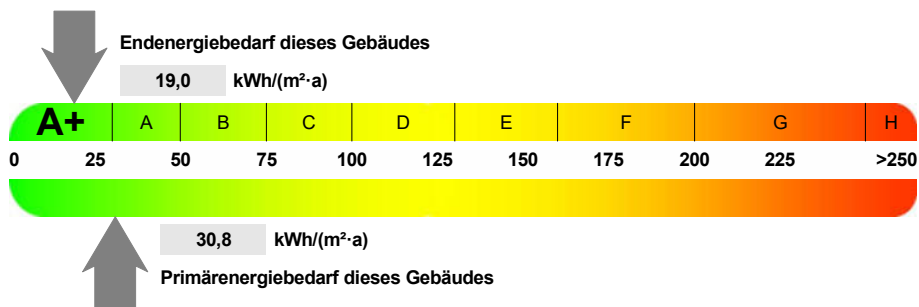 Endenergiebedarf dieses Gebäudes
19,0 kWh/(m²·a)
A+ A B C D E F G H
0 25 50 75 100 125 150 175 200 225 >250
30,8 kWh/(m²·a)
Primärenergiebedarf dieses Gebäudes